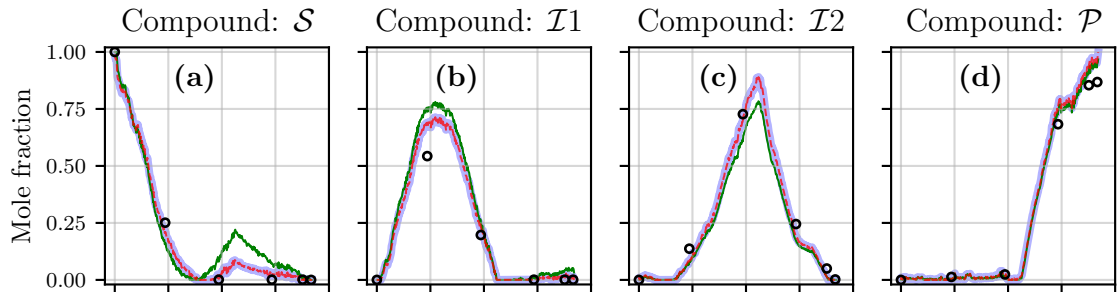 Compound: 𝒮
Compound: ℐ1
Compound: ℐ2
Compound: 𝒫
Mole fraction
1.00
0.75
0.50
0.25
0.00
(a)
(b)
(c)
(d)